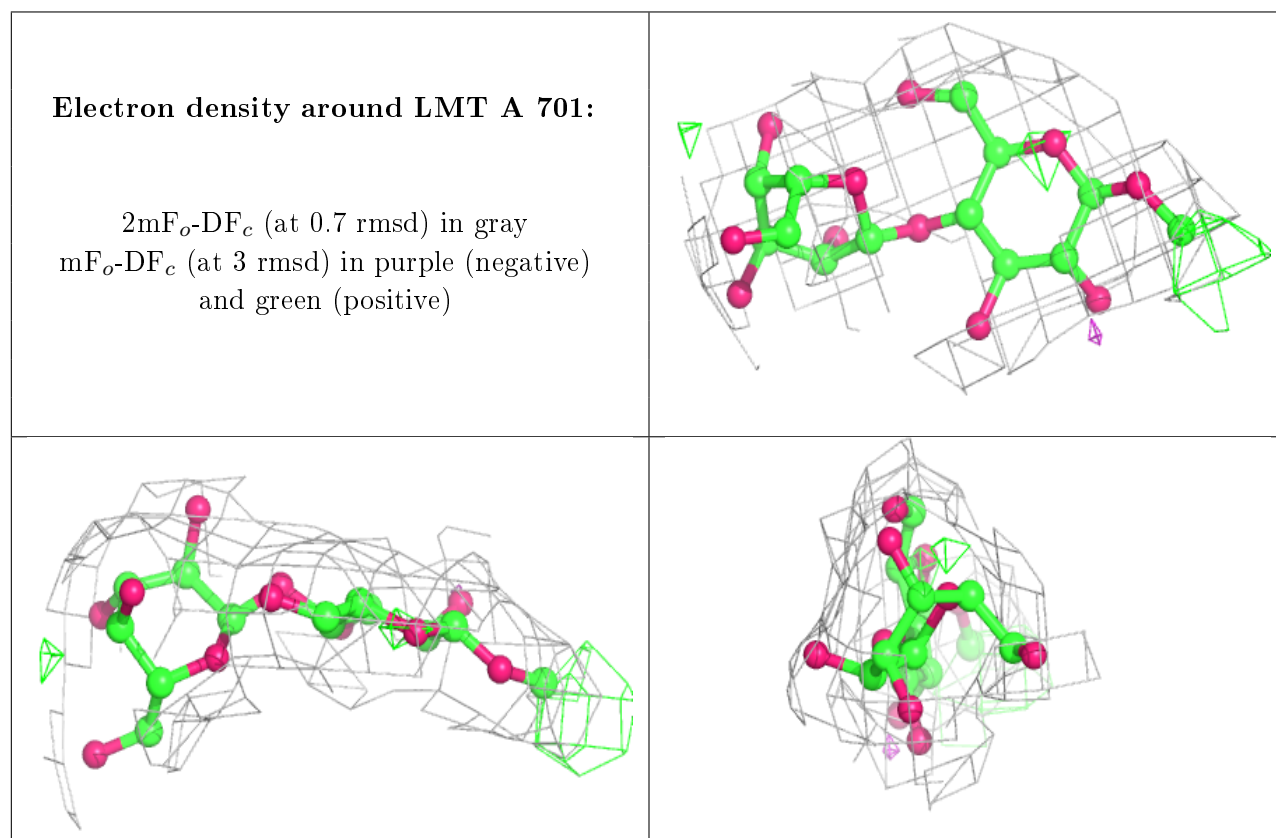 Electron density around LMT A 701:
2mFₒ-DF𝒸 (at 0.7 rmsd) in gray
mFₒ-DF𝒸 (at 3 rmsd) in purple (negative)
and green (positive)